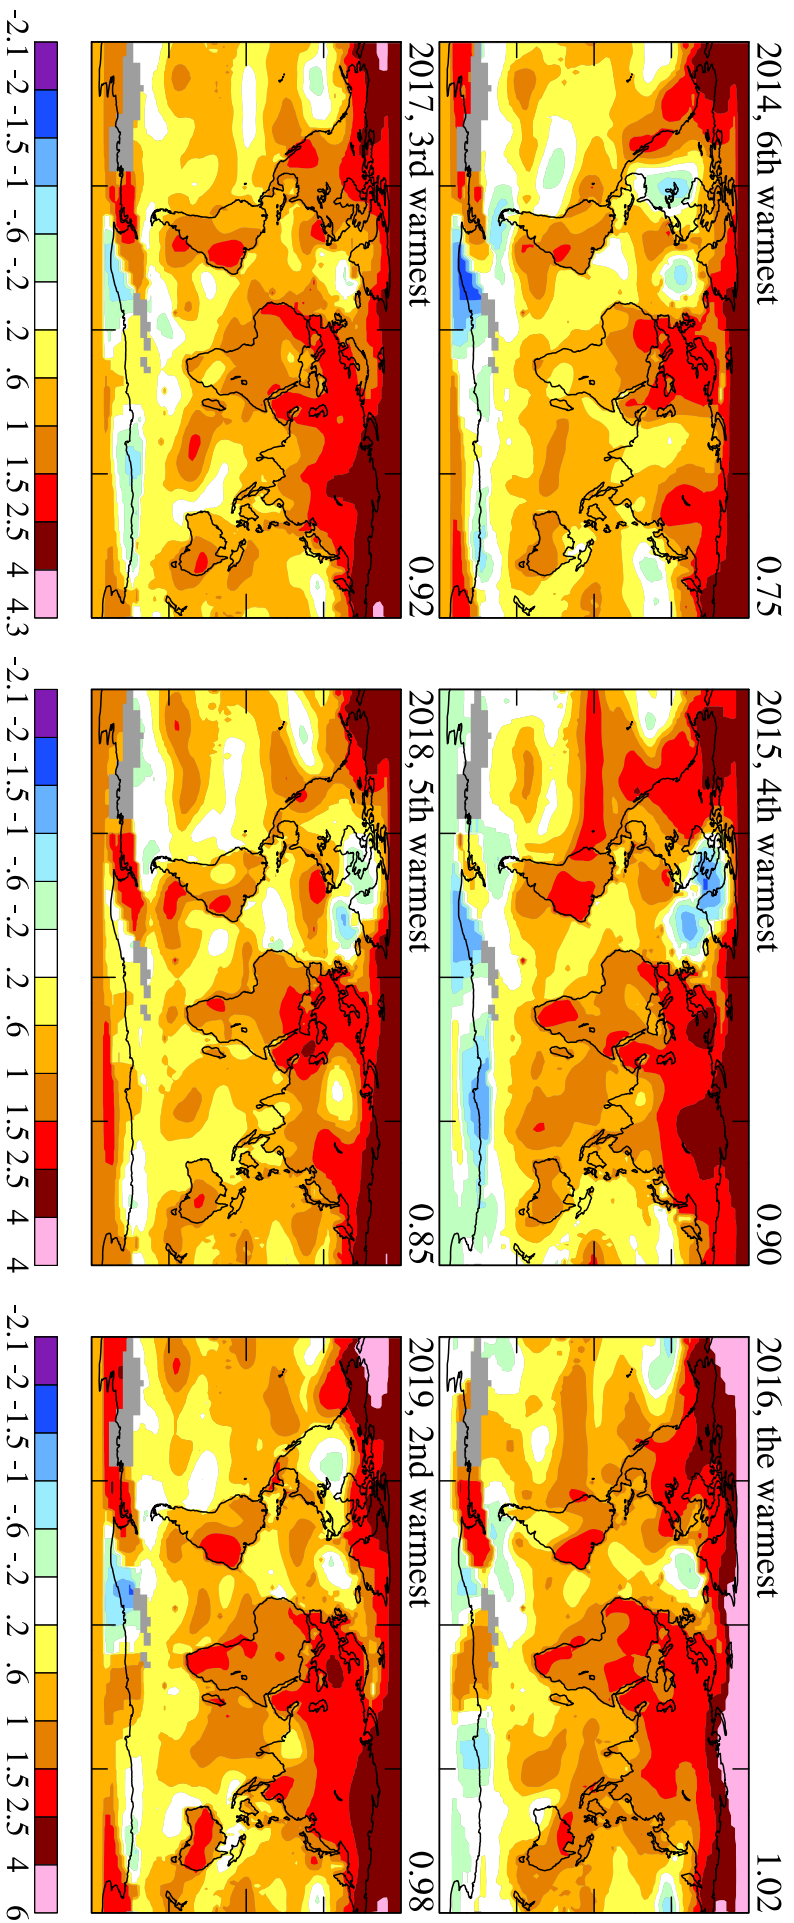 2014, 6th warmest 0.75
2015, 4th warmest 0.90
2016, the warmest 1.02
2017, 3rd warmest 0.92
2018, 5th warmest 0.85
2019, 2nd warmest 0.98
-2.1 -2 -1.5 -1 -.6 -.2 .2 .6 1 1.5 2.5 4 4.3
-2.1 -2 -1.5 -1 -.6 -.2 .2 .6 1 1.5 2.5 4 4
-2.1 -2 -1.5 -1 -.6 -.2 .2 .6 1 1.5 2.5 4 6